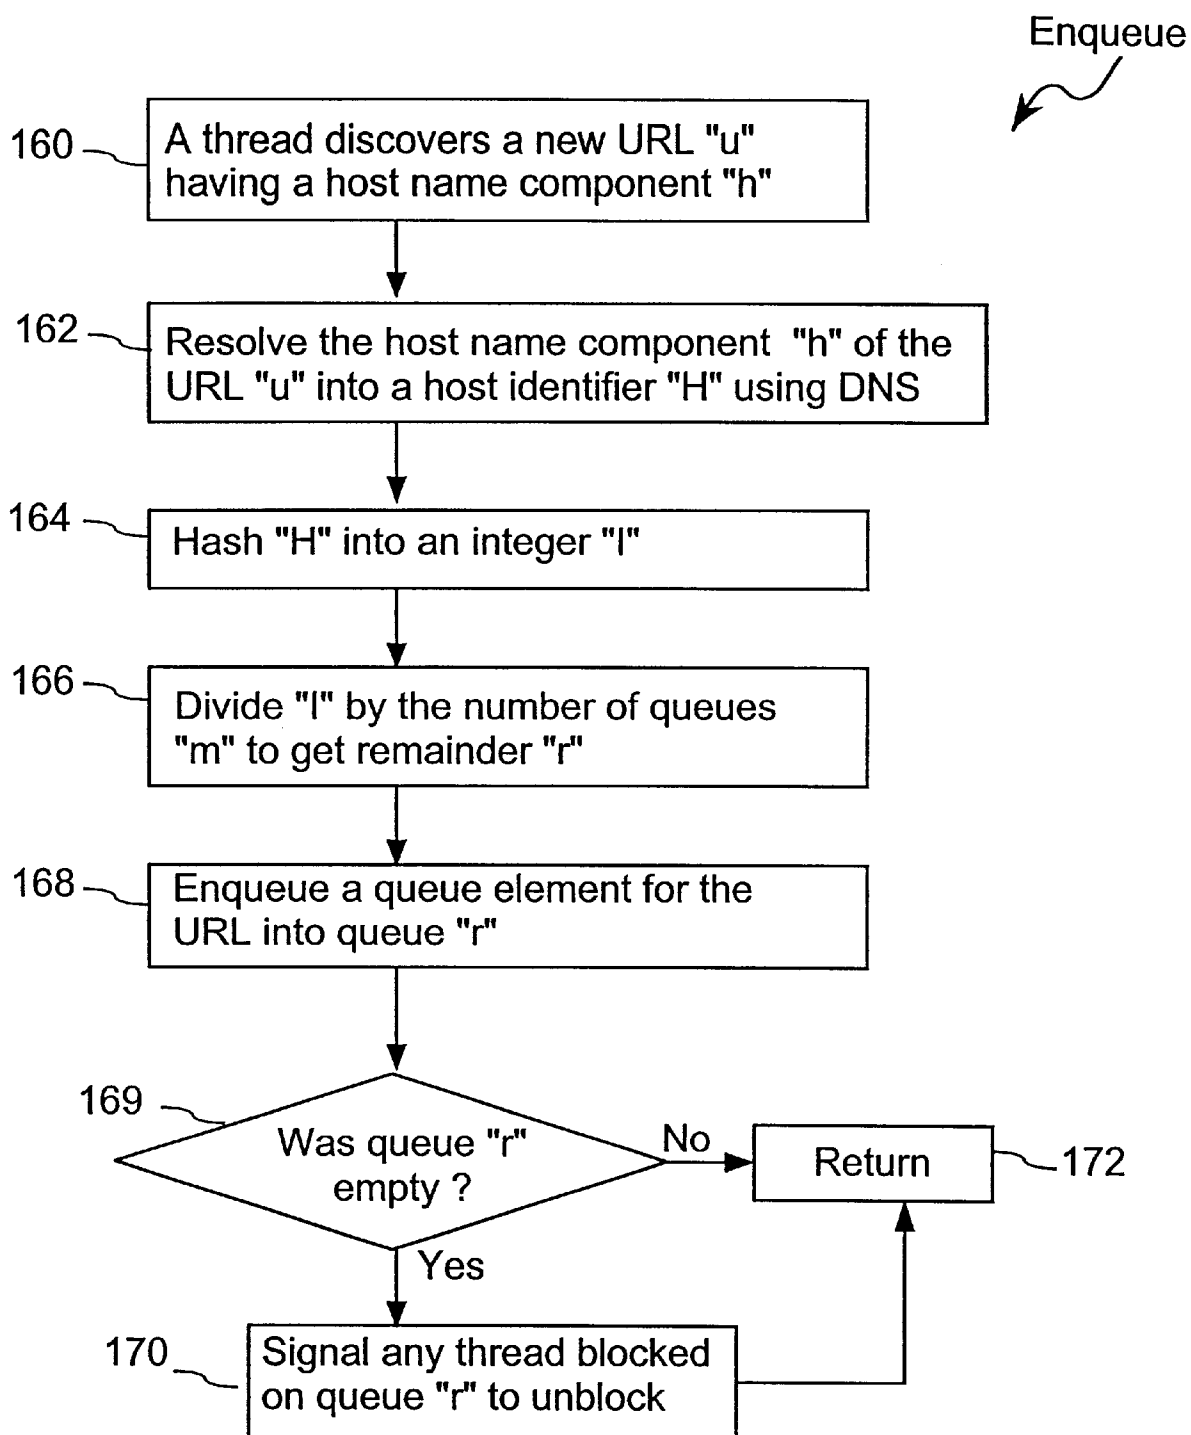 Enqueue
160
A thread discovers a new URL "u"
having a host name component "h"
162
Resolve the host name component "h" of the
URL "u" into a host identifier "H" using DNS
164
Hash "H" into an integer "I"
166
Divide "I" by the number of queues
"m" to get remainder "r"
168
Enqueue a queue element for the
URL into queue "r"
169
Was queue "r"
empty ?
No
Return
172
Yes
170
Signal any thread blocked
on queue "r" to unblock